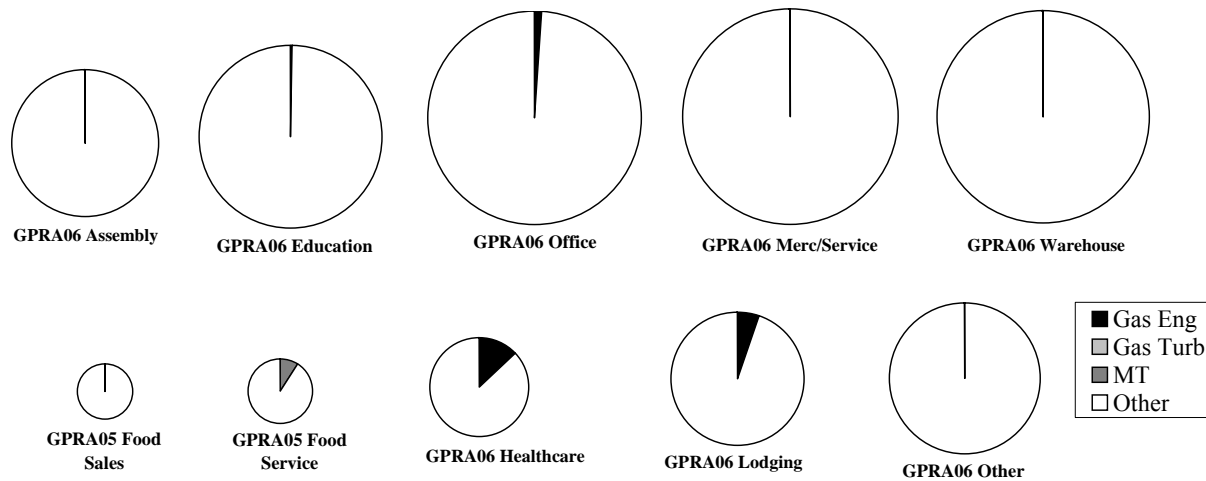 GPRA06 Assembly
GPRA06 Education
GPRA06 Office
GPRA06 Merc/Service
GPRA06 Warehouse
GPRA05 Food
Sales
GPRA05 Food
Service
GPRA06 Healthcare
GPRA06 Lodging
GPRA06 Other
Gas Eng
Gas Turb
MT
Other